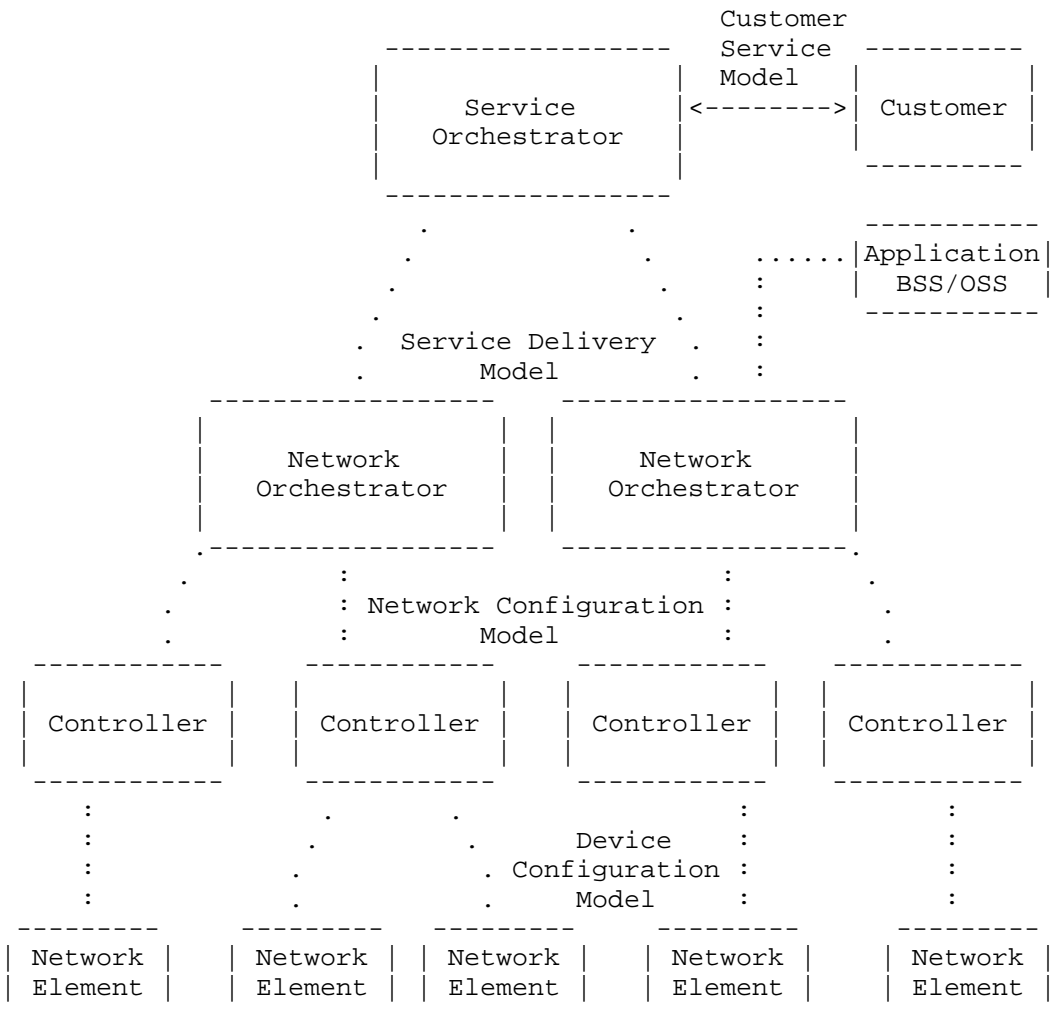 Customer
Service
Model
Service
Orchestrator
Customer
Application
BSS/OSS
Service Delivery
Model
Network
Orchestrator
Network
Orchestrator
Network Configuration
Model
Controller
Controller
Controller
Controller
Device
Configuration
Model
Network
Element
Network
Element
Network
Element
Network
Element
Network
Element